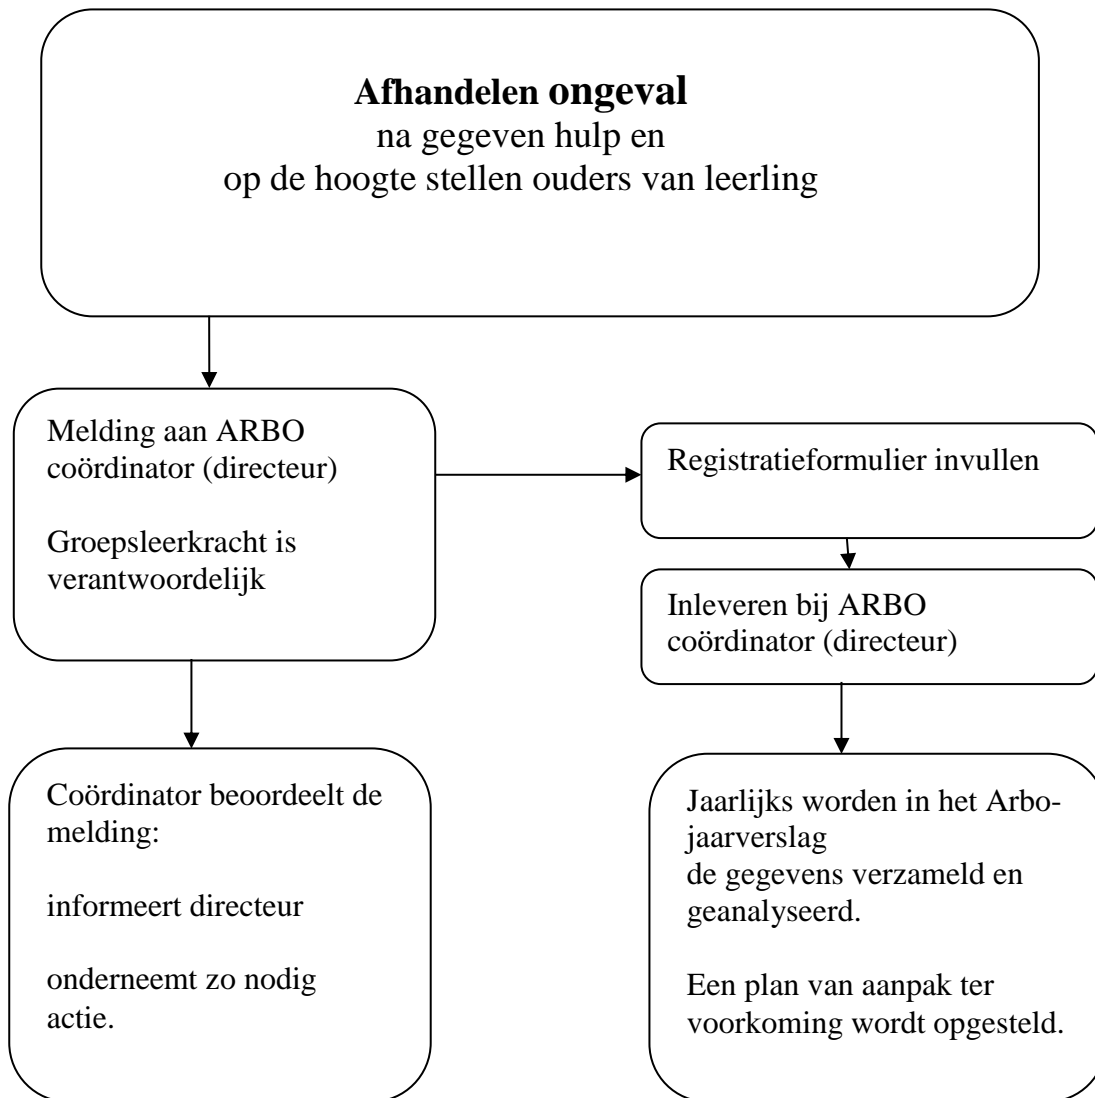 Afhandelen ongeval
na gegeven hulp en
op de hoogte stellen ouders van leerling
Melding aan ARBO
coördinator (directeur)
Groepsleerkracht is
verantwoordelijk
Registratieformulier invullen
Inleveren bij ARBO
coördinator (directeur)
Coördinator beoordeelt de
melding:
informeert directeur
onderneemt zo nodig
actie.
Jaarlijks worden in het Arbo-
jaarverslag
de gegevens verzameld en
geanalyseerd.
Een plan van aanpak ter
voorkoming wordt opgesteld.